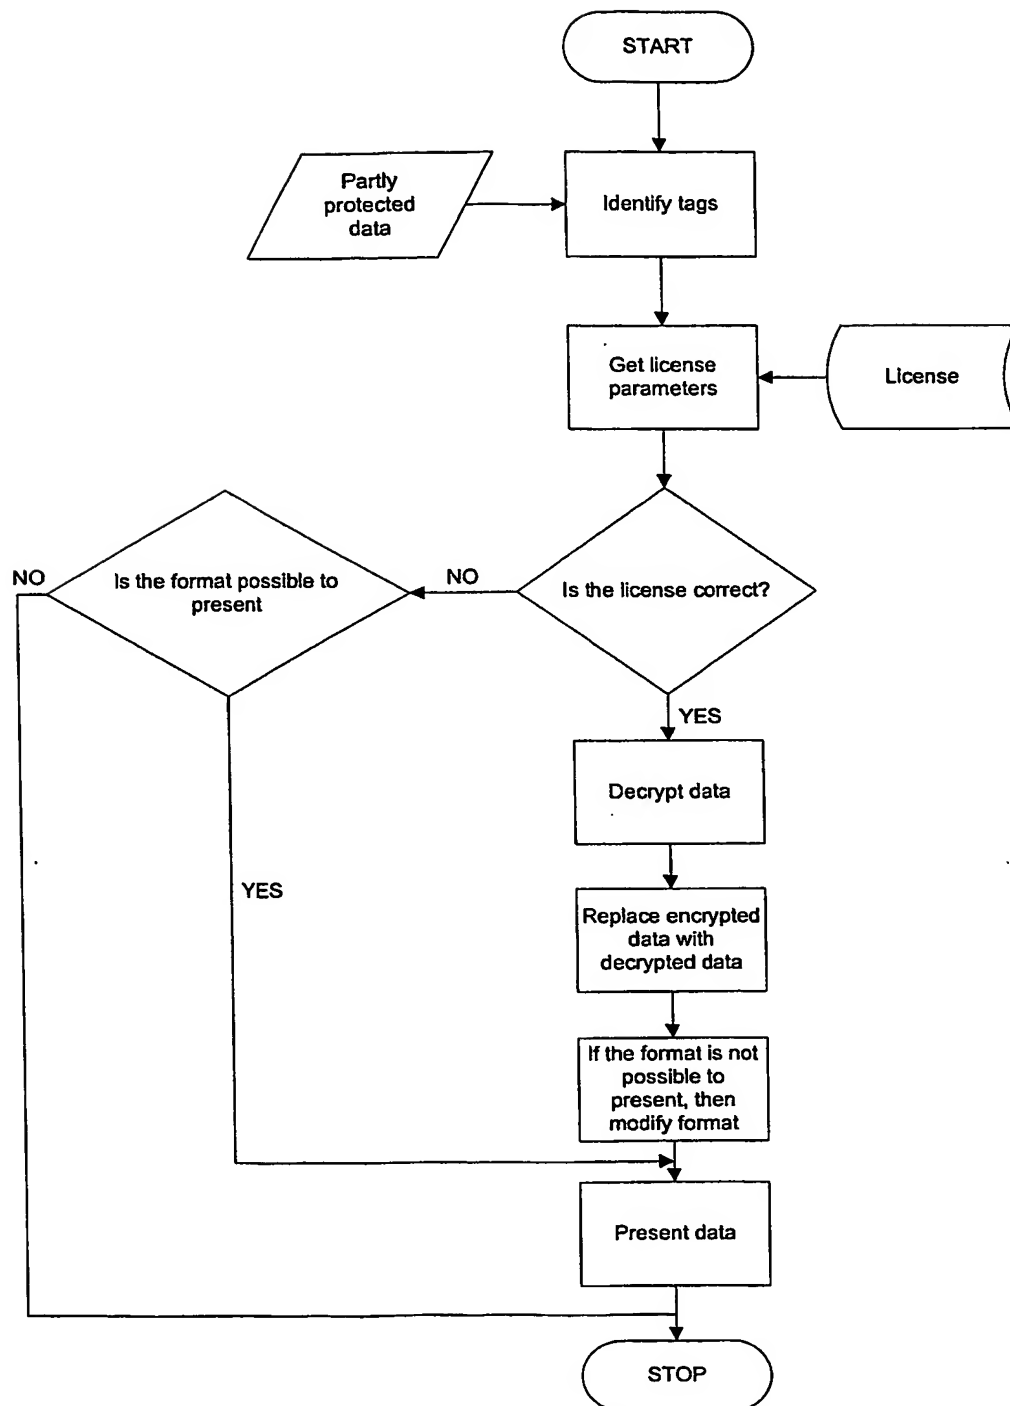 START
Partly
protected
data
Identify tags
Get license
parameters
License
NO
Is the format possible to
present
NO
Is the license correct?
YES
Decrypt data
YES
Replace encrypted
data with
decrypted data
If the format is not
possible to
present, then
modify format
Present data
STOP